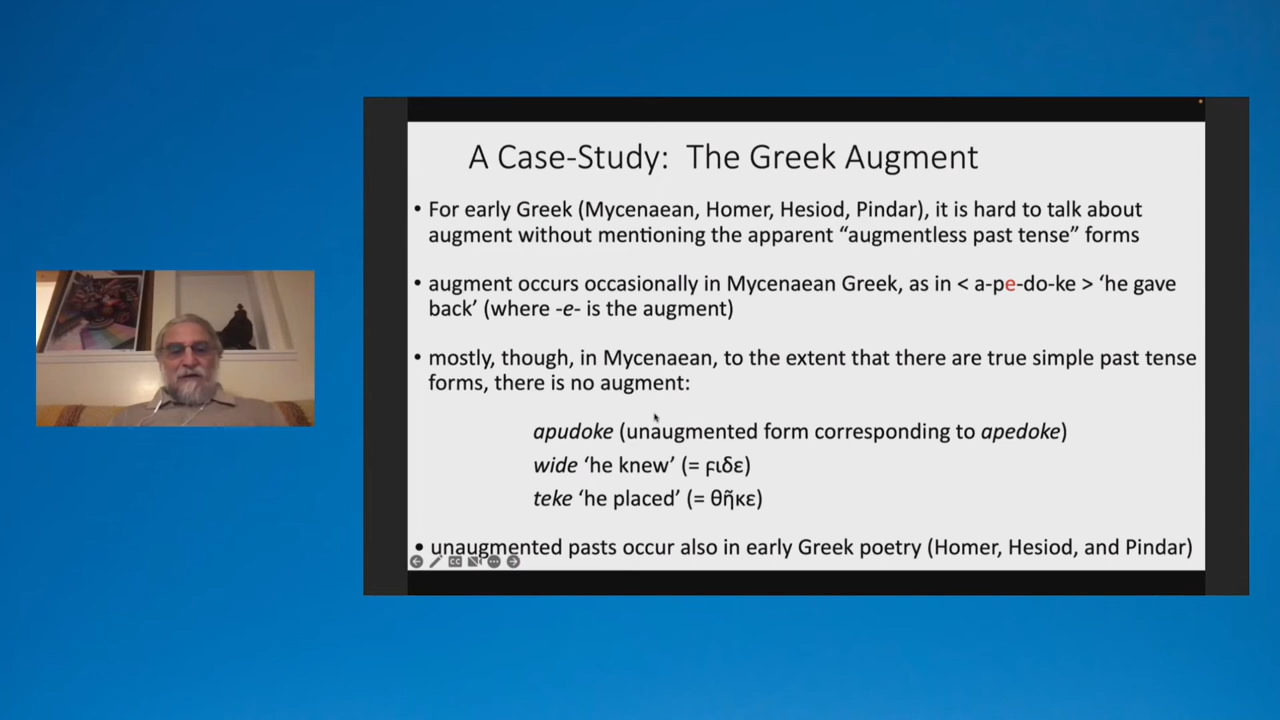 A Case-Study: The Greek Augment
• For early Greek (Mycenaean, Homer, Hesiod, Pindar), it is hard to talk about
augment without mentioning the apparent “augmentless past tense” forms
• augment occurs occasionally in Mycenaean Greek, as in < a-pe-do-ke > ‘he gave
back’ (where -e- is the augment)
• mostly, though, in Mycenaean, to the extent that there are true simple past tense
forms, there is no augment:
apudoke (unaugmented form corresponding to apedoke)
wide ‘he knew’ (= ϝιδε)
teke ‘he placed’ (= θῆκε)
• unaugmented pasts occur also in early Greek poetry (Homer, Hesiod, and Pindar)
CC